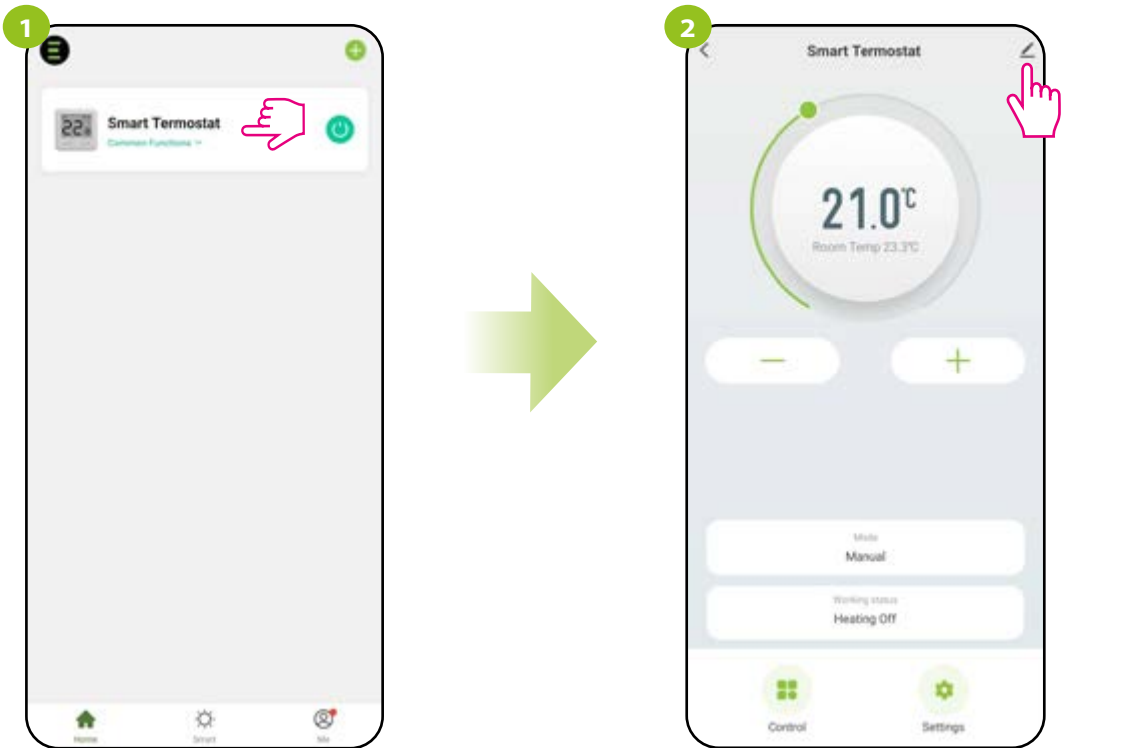 1
22
Smart Termostat
Common Functions
Home
Smart
Me
2
Smart Termostat
21.0℃
Room Temp 23.3℃
Mode
Manual
Working status
Heating Off
Control
Settings